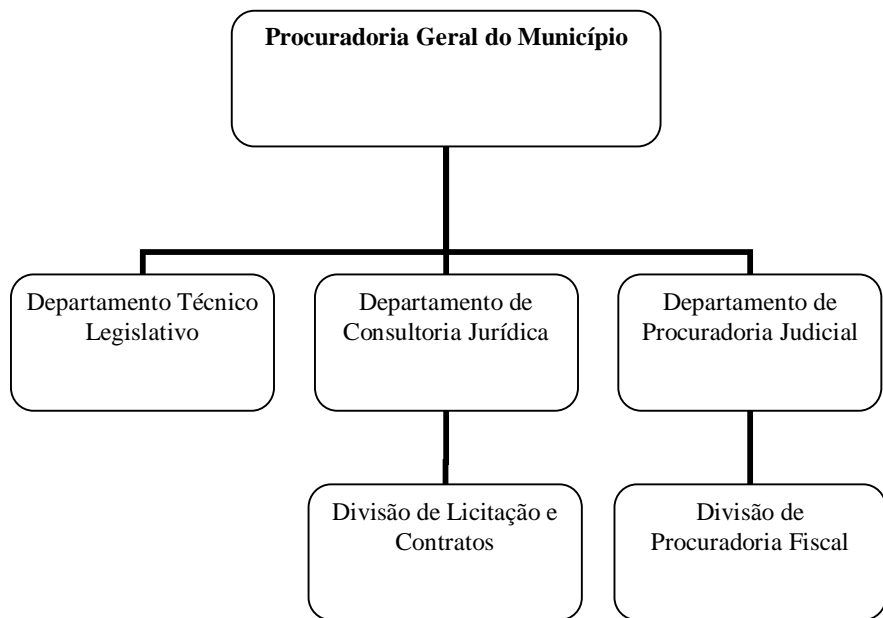 Procuradoria Geral do Município
Departamento Técnico
Legislativo
Departamento de
Consultoria Jurídica
Departamento de
Procuradoria Judicial
Divisão de Licitação e
Contratos
Divisão de
Procuradoria Fiscal